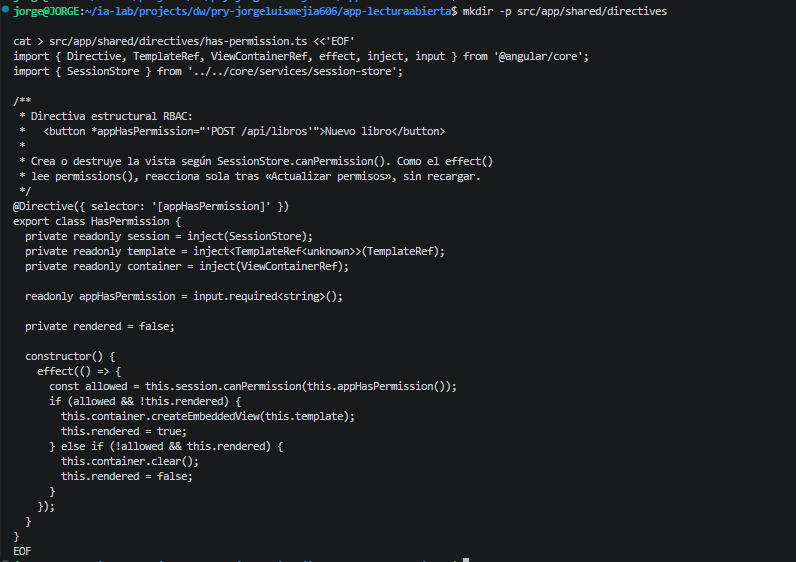 jorge@JORGE:~/ia-lab/projects/dw/pry-jorgeluismejia606/app-lecturaabierta$ mkdir -p src/app/shared/directives

cat > src/app/shared/directives/has-permission.ts <<'EOF'
import { Directive, TemplateRef, ViewContainerRef, effect, inject, input } from '@angular/core';
import { SessionStore } from '../../core/services/session-store';

/**
 * Directiva estructural RBAC:
 *   <button *appHasPermission="'POST /api/libros'">Nuevo libro</button>
 *
 * Crea o destruye la vista según SessionStore.canPermission(). Como el effect()
 * lee permissions(), reacciona sola tras «Actualizar permisos», sin recargar.
 */
@Directive({ selector: '[appHasPermission]' })
export class HasPermission {
  private readonly session = inject(SessionStore);
  private readonly template = inject<TemplateRef<unknown>>(TemplateRef);
  private readonly container = inject(ViewContainerRef);

  readonly appHasPermission = input.required<string>();

  private rendered = false;

  constructor() {
    effect(() => {
      const allowed = this.session.canPermission(this.appHasPermission());
      if (allowed && !this.rendered) {
        this.container.createEmbeddedView(this.template);
        this.rendered = true;
      } else if (!allowed && this.rendered) {
        this.container.clear();
        this.rendered = false;
      }
    });
  }
}
EOF